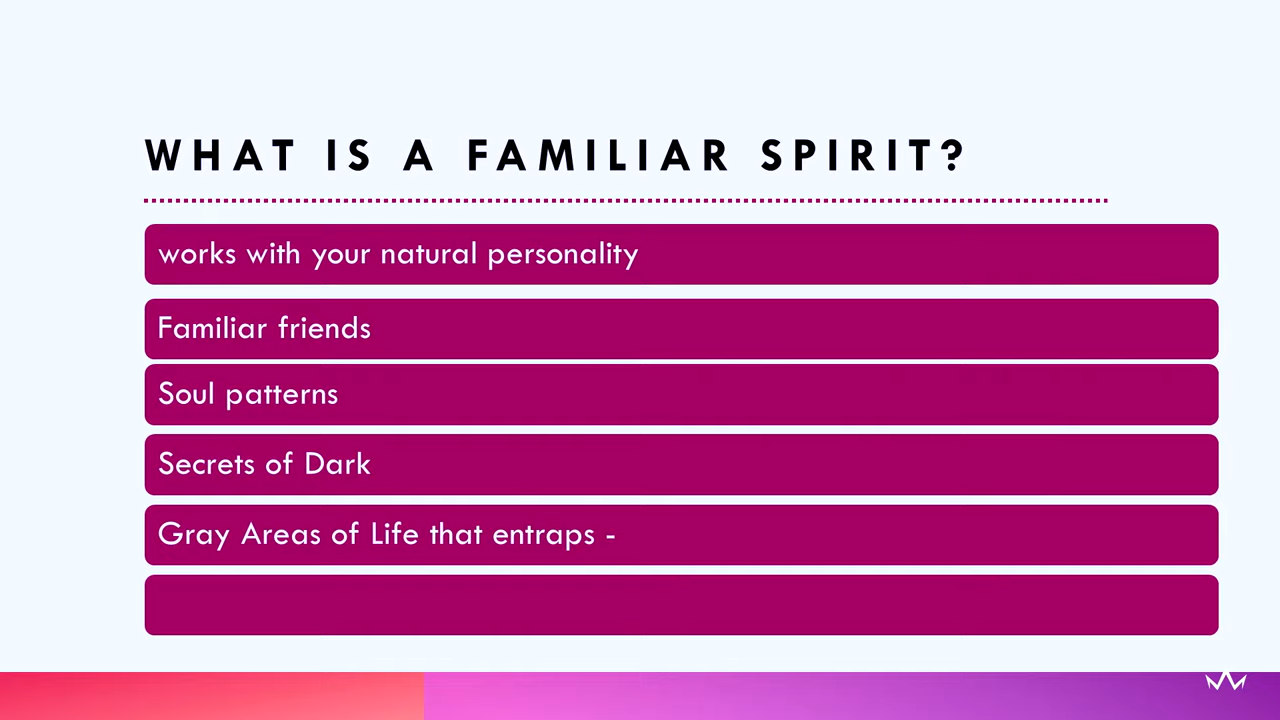 WHAT IS A FAMILIAR SPIRIT?
works with your natural personality
Familiar friends
Soul patterns
Secrets of Dark
Gray Areas of Life that entraps -